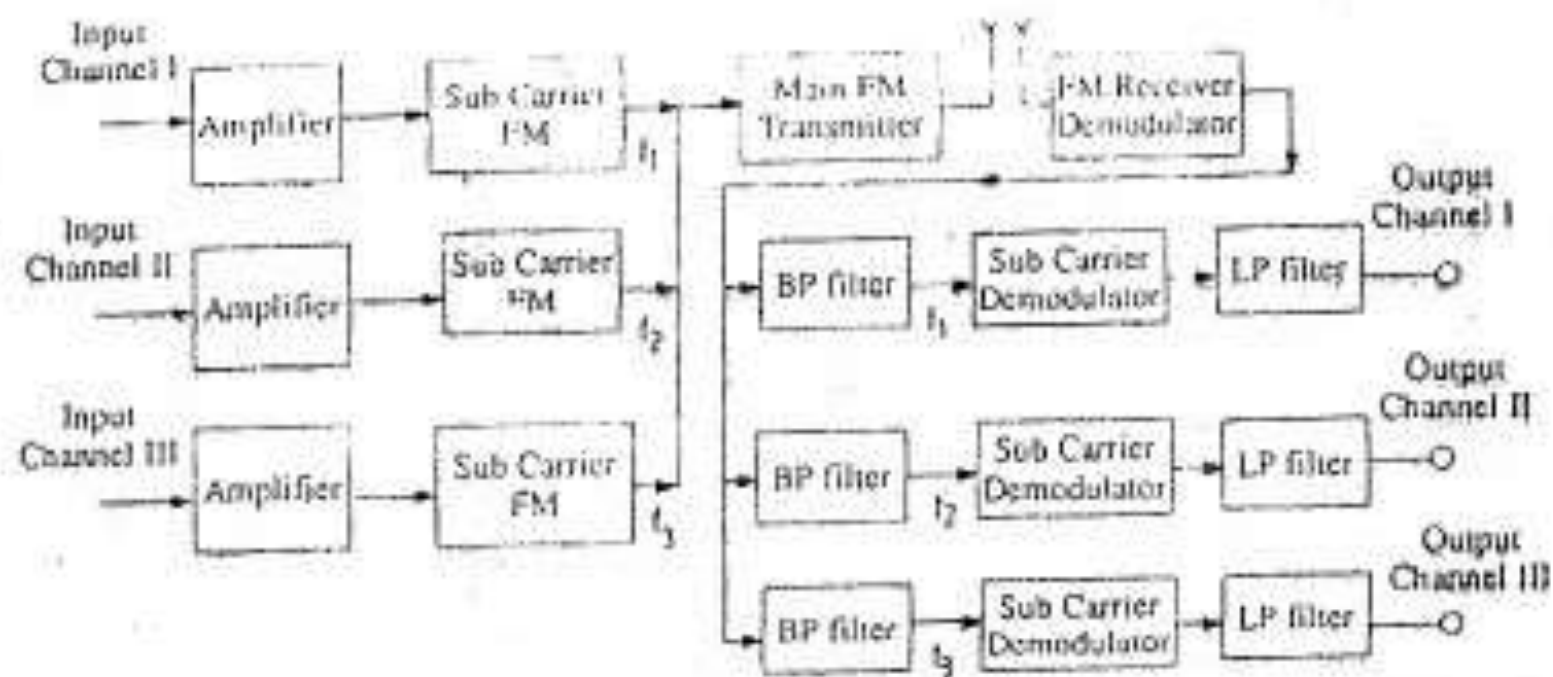 Input
Channel I
Amplifier
Sub Carrier
FM
f1
Main FM
Transmitter
FM Receiver
Demodulator
Input
Channel II
Amplifier
Sub Carrier
FM
f2
Input
Channel III
Amplifier
Sub Carrier
FM
f3
BP filter
f1
Sub Carrier
Demodulator
LP filter
Output
Channel I
BP filter
f2
Sub Carrier
Demodulator
LP filter
Output
Channel II
BP filter
f3
Sub Carrier
Demodulator
LP filter
Output
Channel III